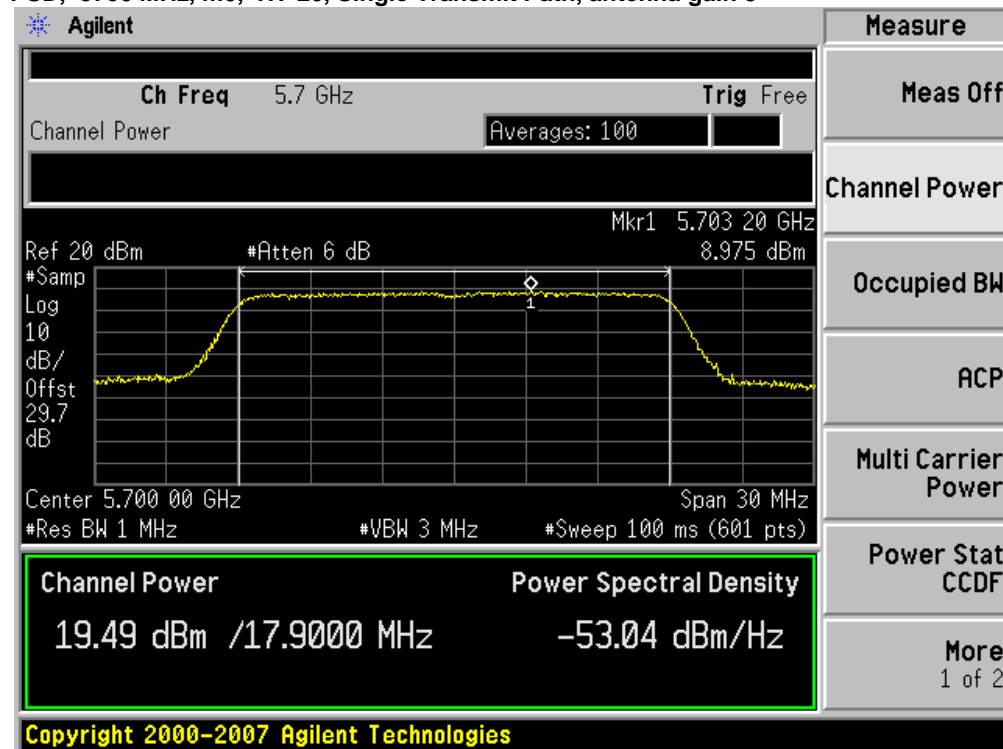 Agilent
Measure
Ch Freq 5.7 GHz Trig Free
Channel Power Averages: 100
Mkr1 5.703 20 GHz
Ref 20 dBm #Atten 6 dB 8.975 dBm
#Samp
Log
10
dB/
Offst
29.7
dB
1
Center 5.700 00 GHz Span 30 MHz
#Res BW 1 MHz #VBW 3 MHz #Sweep 100 ms (601 pts)
Channel Power Power Spectral Density
19.49 dBm /17.9000 MHz -53.04 dBm/Hz
Meas Off
Channel Power
Occupied BW
ACP
Multi Carrier
Power
Power Stat
CCDF
More
1 of 2
Copyright 2000-2007 Agilent Technologies